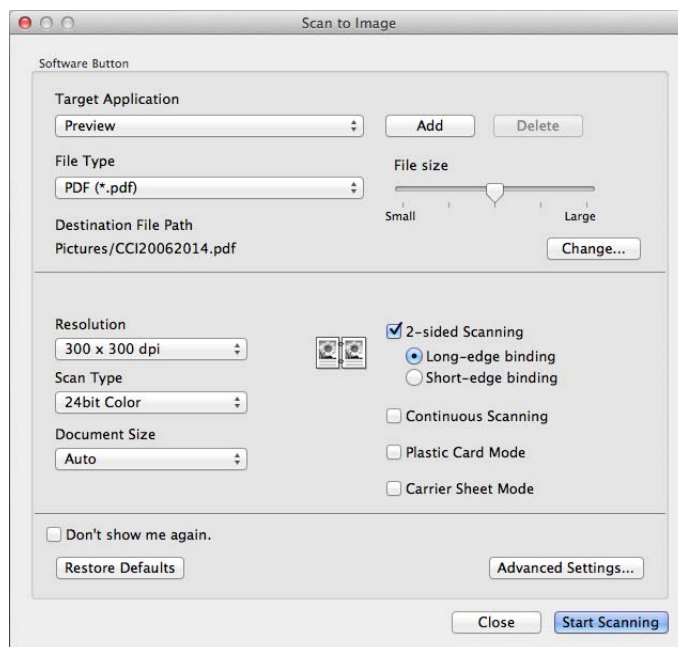 Scan to Image
Software Button
Target Application
Preview
Add
Delete
File Type
File size
PDF (*.pdf)
Small
Large
Destination File Path
Pictures/CCI20062014.pdf
Change...
Resolution
300 x 300 dpi
Scan Type
24bit Color
Document Size
Auto
2-sided Scanning
Long-edge binding
Short-edge binding
Continuous Scanning
Plastic Card Mode
Carrier Sheet Mode
Don't show me again.
Restore Defaults
Advanced Settings...
Close
Start Scanning